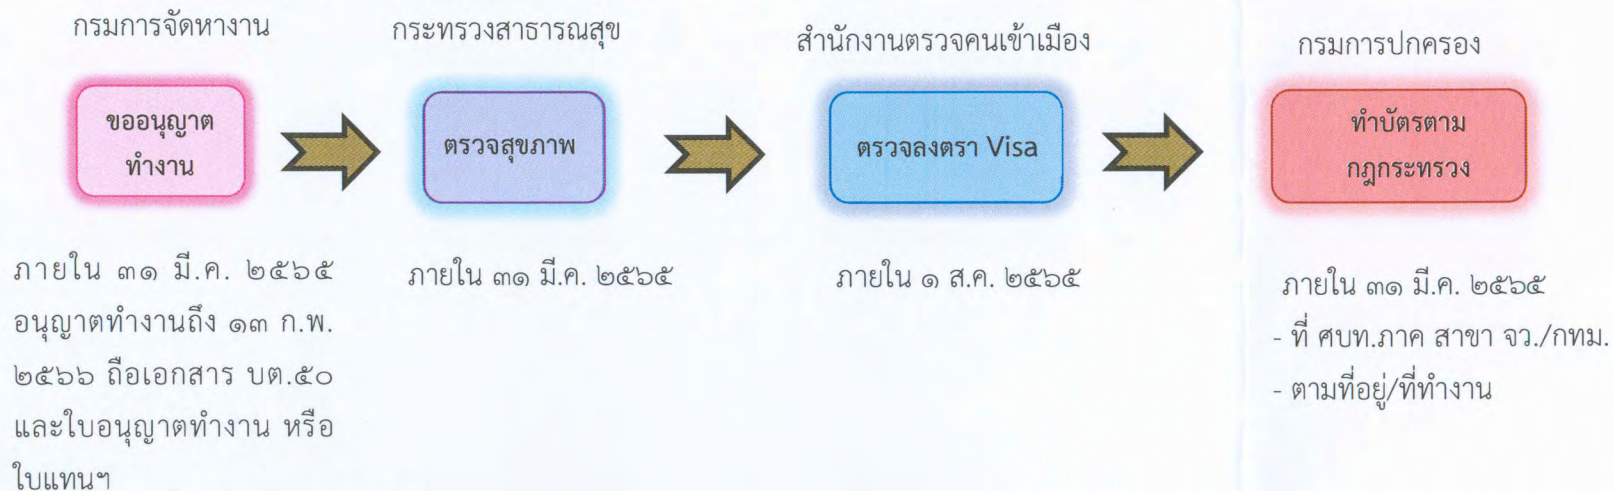 กรมการจัดหางาน
ขออนุญาต
ทำงาน
ภายใน ๓๑ มี.ค. ๒๕๖๕
อนุญาตทำงานถึง ๑๓ ก.พ.
๒๕๖๖ ถือเอกสาร บต.๕๐
และใบอนุญาตทำงาน หรือ
ใบแทนฯ
กระทรวงสาธารณสุข
ตรวจสุขภาพ
ภายใน ๓๑ มี.ค. ๒๕๖๕
สำนักงานตรวจคนเข้าเมือง
ตรวจลงตรา Visa
ภายใน ๑ ส.ค. ๒๕๖๕
กรมการปกครอง
ทำบัตรตาม
กฎกระทรวง
ภายใน ๓๑ มี.ค. ๒๕๖๕
- ที่ ศบท.ภาค สาขา จว./กทม.
- ตามที่อยู่/ที่ทำงาน